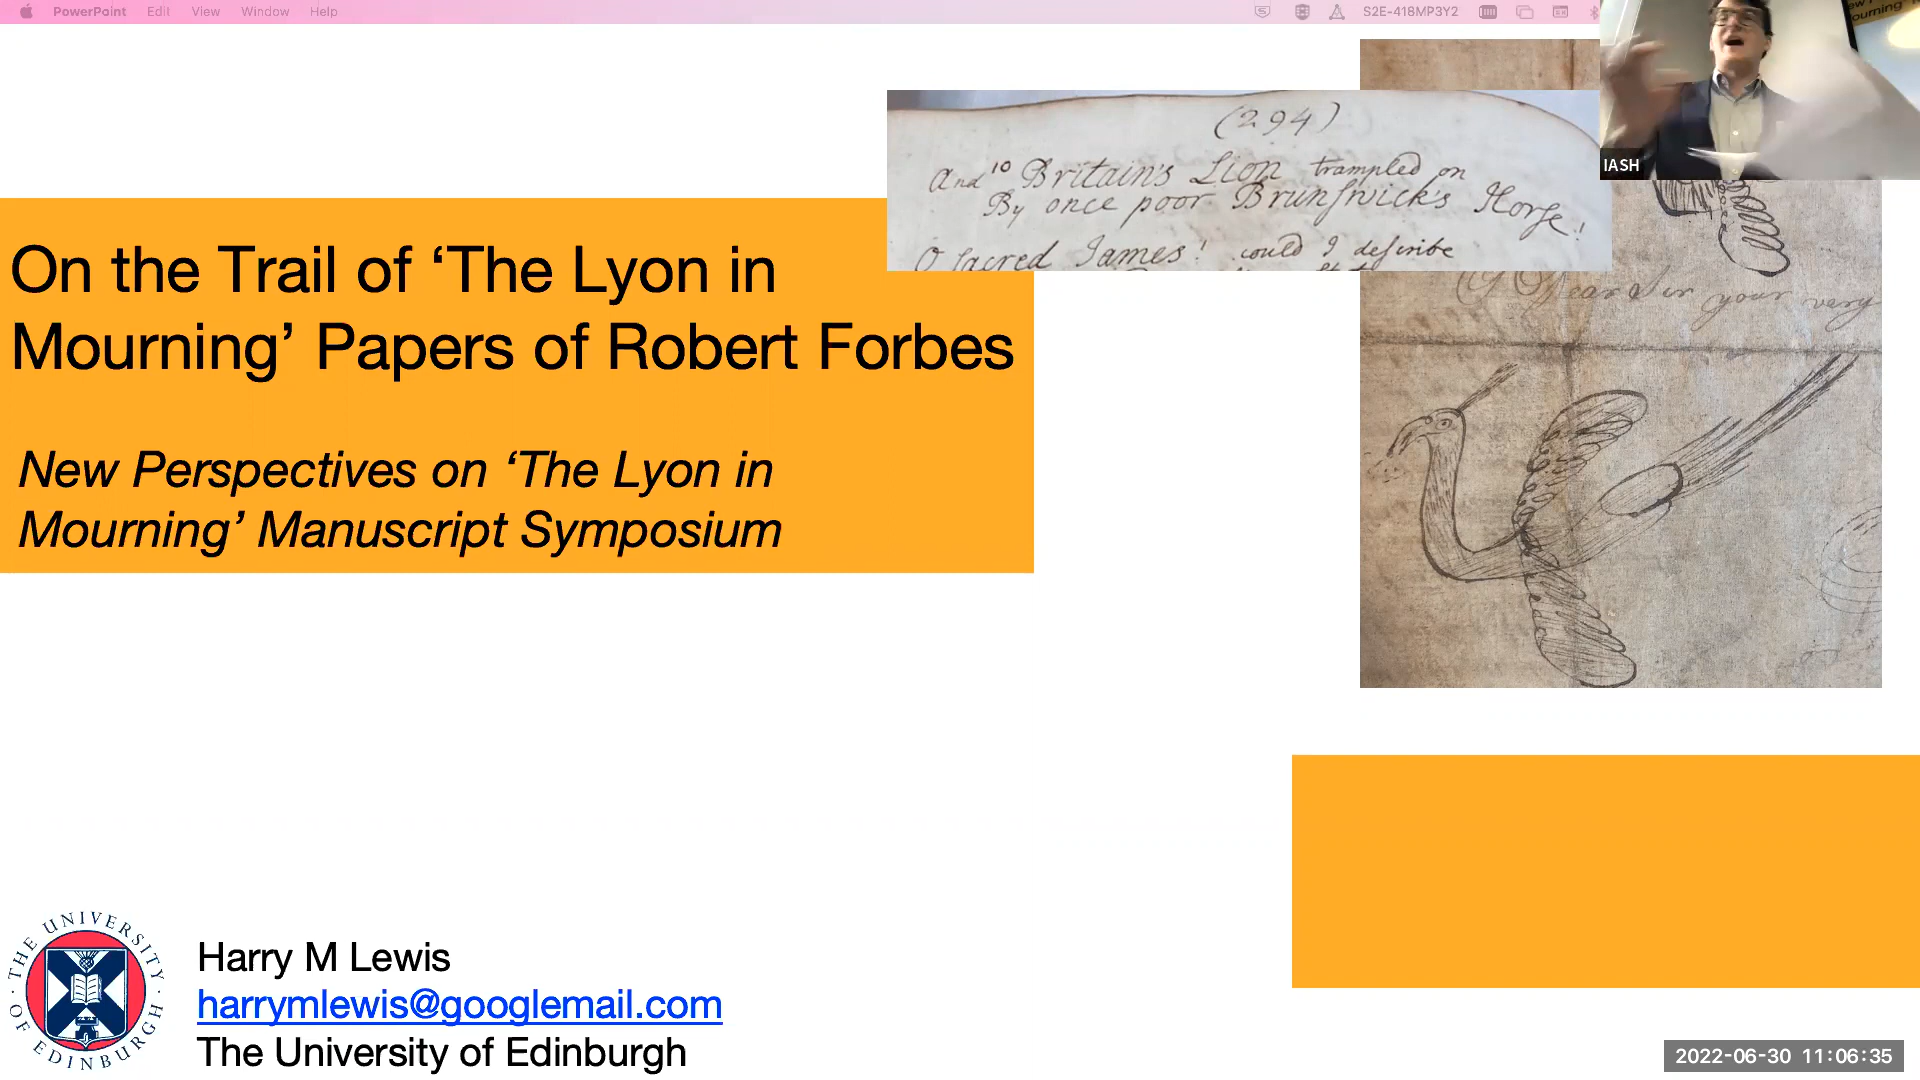 PowerPoint Edit View Window Help
S2E-418MP3Y2
IASH
(294)
And 10 Britain's Lion trampled on
By once poor Brunſwick's Horſe!
O ſacred James! could I deſcribe
On the Trail of ‘The Lyon in
Mourning’ Papers of Robert Forbes
New Perspectives on ‘The Lyon in
Mourning’ Manuscript Symposium
your very
THE UNIVERSITY OF EDINBURGH
Harry M Lewis
harrymlewis@googlemail.com
The University of Edinburgh
2022-06-30 11:06:35